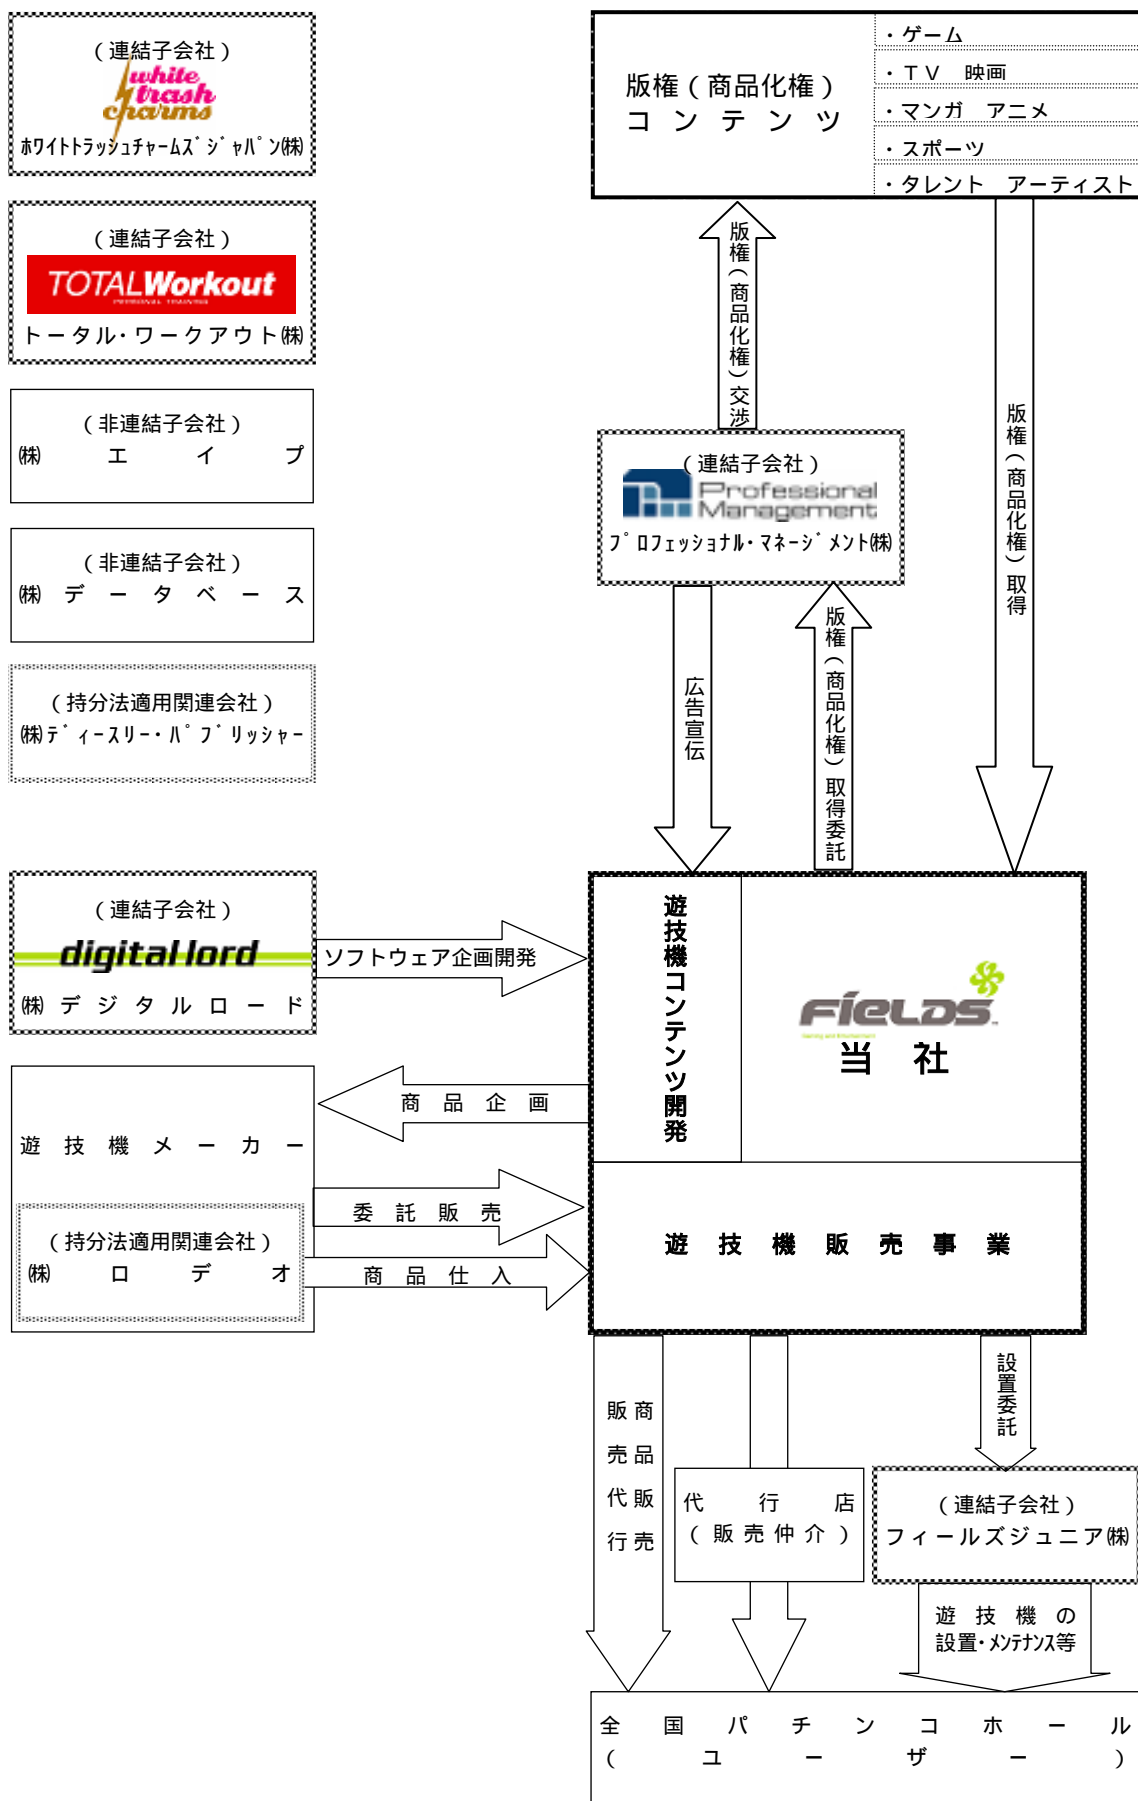 （連結子会社）
white
trash
charms
ﾎﾜｲﾄﾄﾗｯｼｭﾁｬｰﾑｽﾞｼﾞｬﾊﾟﾝ㈱
（連結子会社）
TOTAL Workout
PERSONAL TRAINING
トータル・ワークアウト㈱
（非連結子会社）
㈱エイプ
（非連結子会社）
㈱データベース
（持分法適用関連会社）
㈱ﾃﾞｨｰｽﾘｰ・ﾊﾟﾌﾞﾘｯｼｬｰ
版権（商品化権）
コンテンツ
・ゲーム
・ＴＶ　映画
・マンガ　アニメ
・スポーツ
・タレント　アーティスト
版権（商品化権）交渉
版権（商品化権）取得
（連結子会社）
Professional
Management
ﾌﾟﾛﾌｪｯｼｮﾅﾙ・ﾏﾈｰｼﾞﾒﾝﾄ㈱
広告宣伝
版権（商品化権）取得委託
（連結子会社）
digital lord
㈱デジタルロード
ソフトウェア企画開発
遊技機コンテンツ開発
FIELDS
当社
商品企画
遊技機メーカー
委託販売
（持分法適用関連会社）
㈱ロデオ
商品仕入
遊技機販売事業
商品販売
販売代行
代行店
（販売仲介）
設置委託
（連結子会社）
フィールズジュニア㈱
遊技機の
設置・ﾒﾝﾃﾅﾝｽ等
全国パチンコホール
（ユーザー）